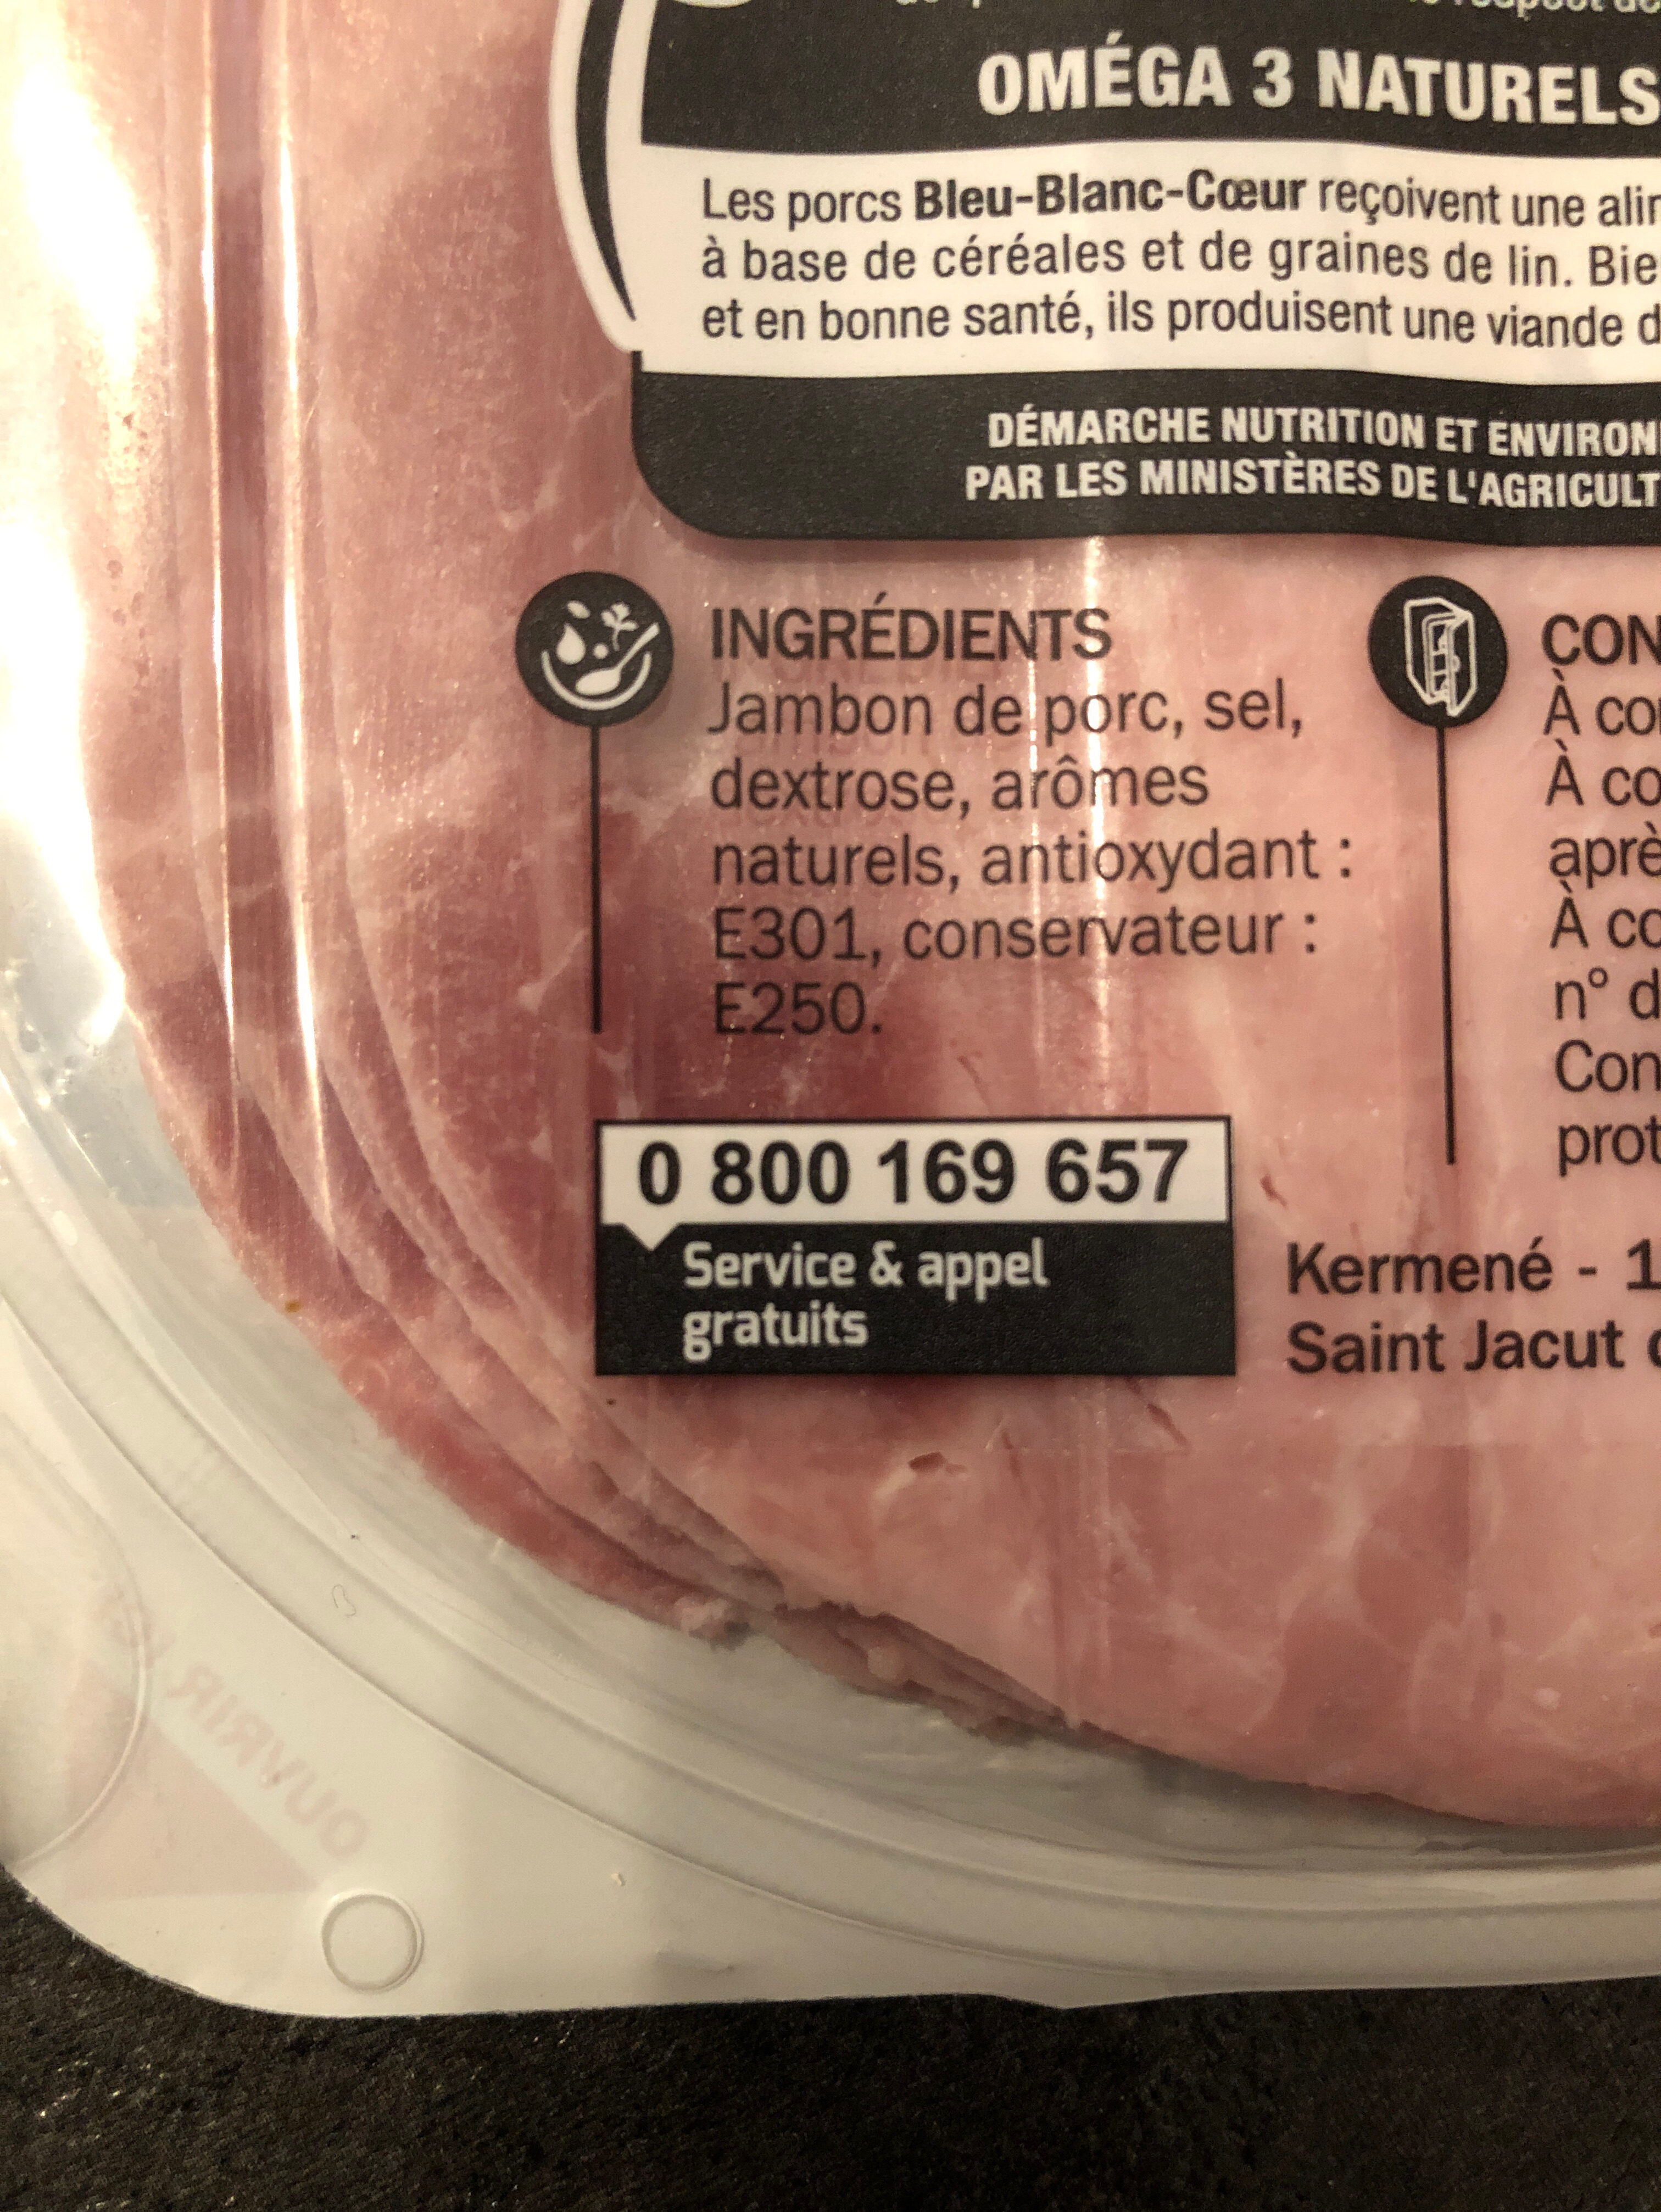 OMÉGA 3 NATURELS
Les porcs Bleu-Blanc-Cœur reçoivent une
à base de céréales et de graines de lin.
et en bonne santé, ils produisent une viande
DÉMARCHE NUTRITION ET
PAR LES MINISTÈRES DE
INGRÉDIENTS
Jambon de porc, sel,
dextrose, arômes
naturels, antioxydant :
E301, conservateur :
E250.
À
À
À
n°
0 800 169 657
Service & appel
gratuits
Kermené -
Saint Jacut
OUVRIR